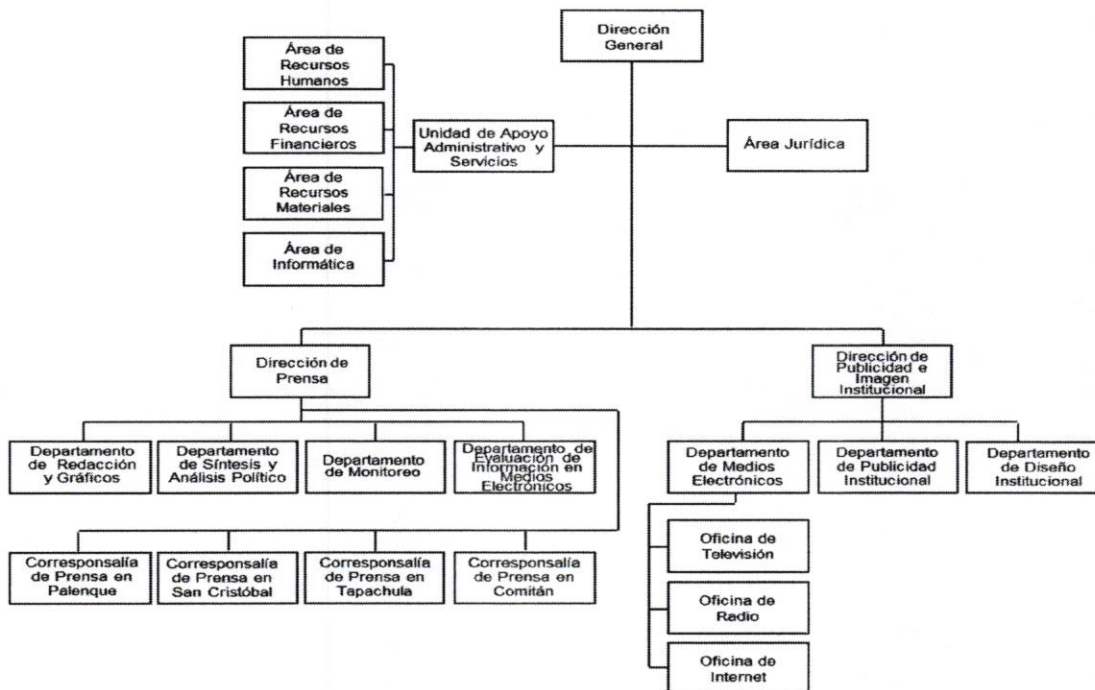 Dirección
General
Área de
Recursos
Humanos
Área de
Recursos
Financieros
Unidad de Apoyo
Administrativo y
Servicios
Área Jurídica
Área de
Recursos
Materiales
Área de
Informática
Dirección de
Prensa
Dirección de
Publicidad e
Imagen
Institucional
Departamento
de Redacción
y Gráficos
Departamento
de Síntesis y
Análisis Político
Departamento
de Monitoreo
Departamento de
Evaluación de
Información en
Medios
Electrónicos
Departamento
de Medios
Electrónicos
Departamento
de Publicidad
Institucional
Departamento
de Diseño
Institucional
Corresponsalía
de Prensa en
Palenque
Corresponsalía
de Prensa en
San Cristóbal
Corresponsalía
de Prensa en
Tapachula
Corresponsalía
de Prensa en
Comitán
Oficina de
Televisión
Oficina de
Radio
Oficina de
Internet